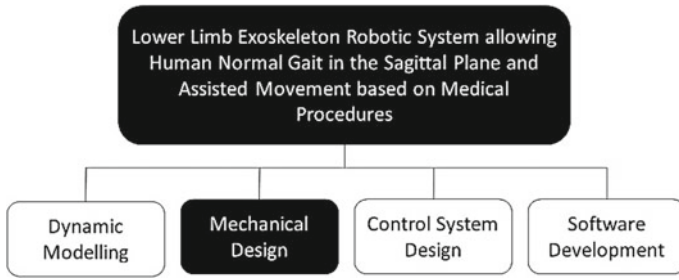 Lower Limb Exoskeleton Robotic System allowing
Human Normal Gait in the Sagittal Plane and
Assisted Movement based on Medical
Procedures
Dynamic
Modelling
Mechanical
Design
Control System
Design
Software
Development